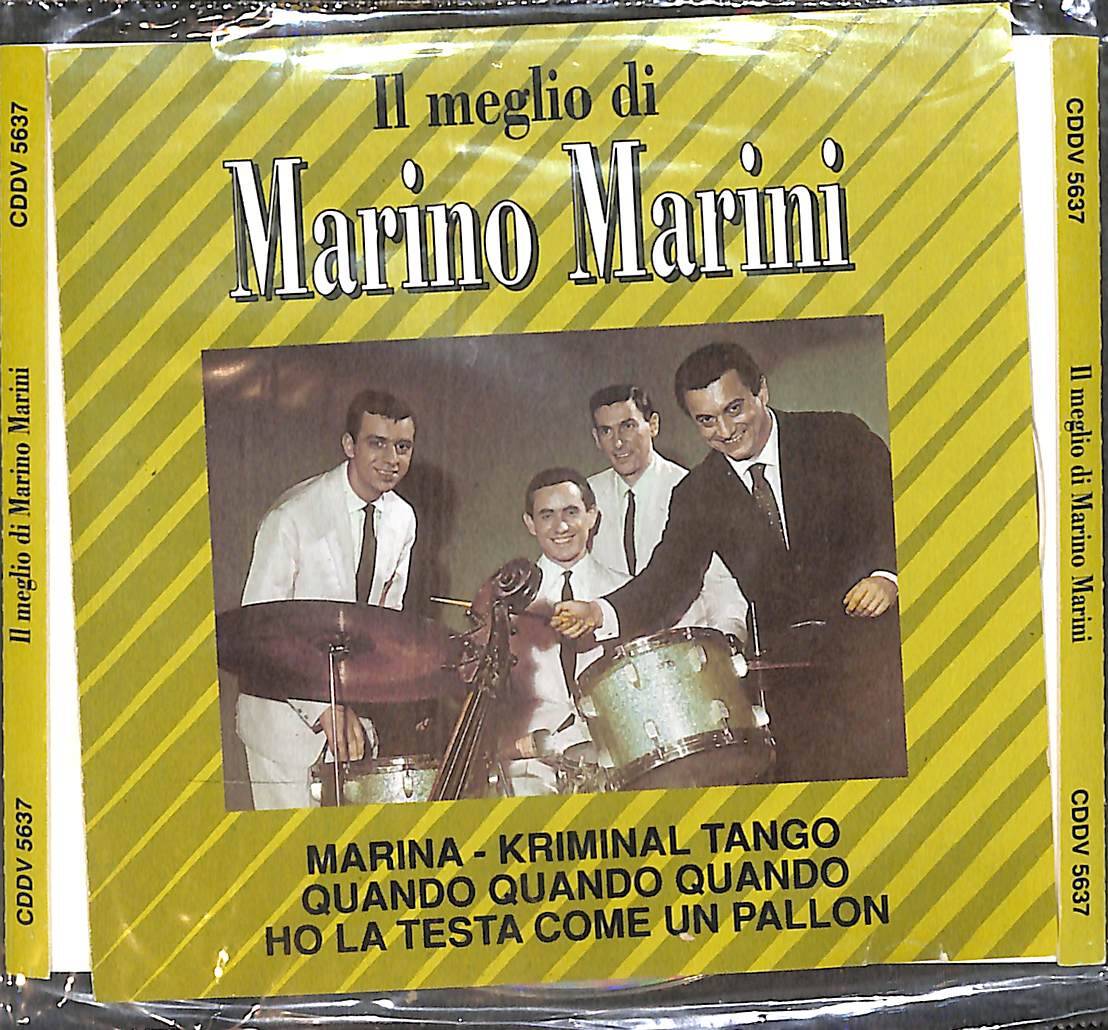 Il meglio di
Marino Marini
MARINA - KRIMINAL TANGO
QUANDO QUANDO QUANDO
HO LA TESTA COME UN PALLON
CDDV 5637
Il meglio di Marino Marini
CDDV 5637
CDDV 5637
Il meglio di Marino Marini
CDDV 5637